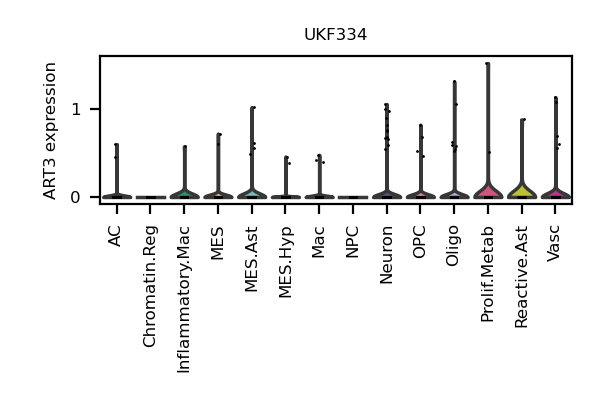 UKF334
ART3 expression
1
0
AC
Chromatin.Reg
Inflammatory.Mac
MES
MES.Ast
MES.Hyp
Mac
NPC
Neuron
OPC
Oligo
Prolif.Metab
Reactive.Ast
Vasc